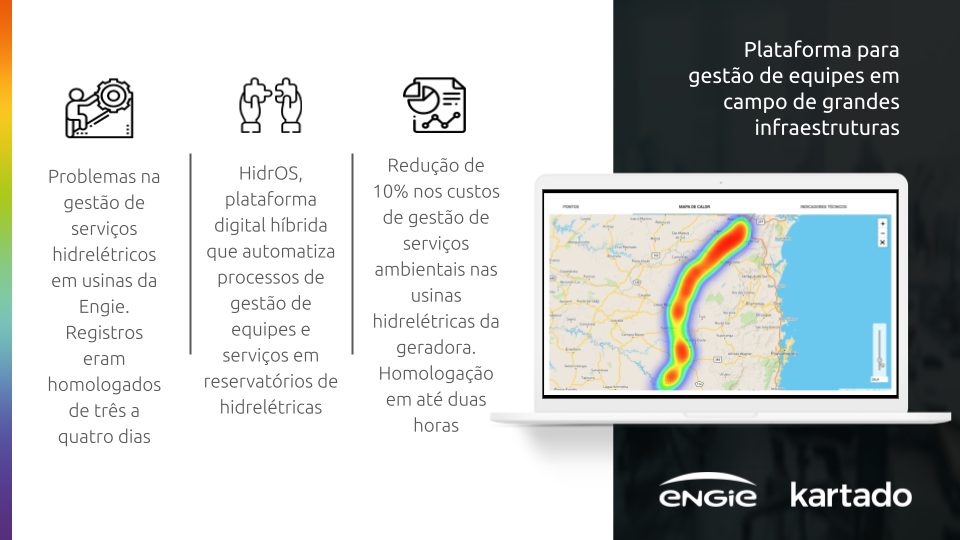 Plataforma para
gestão de equipes em
campo de grandes
infraestruturas
Problemas na
gestão de
serviços
hidrelétricos
em usinas da
Engie.
Registros
eram
homologados
de três a
quatro dias
HidrOS,
plataforma
digital híbrida
que automatiza
processos de
gestão de
equipes e
serviços em
reservatórios de
hidrelétricas
Redução de
10% nos custos
de gestão de
serviços
ambientais nas
usinas
hidrelétricas da
geradora.
Homologação
em até duas
horas
PONTOS
MAPA DE CALOR
INDICADORES TÉCNICOS
ENGIE
kartado